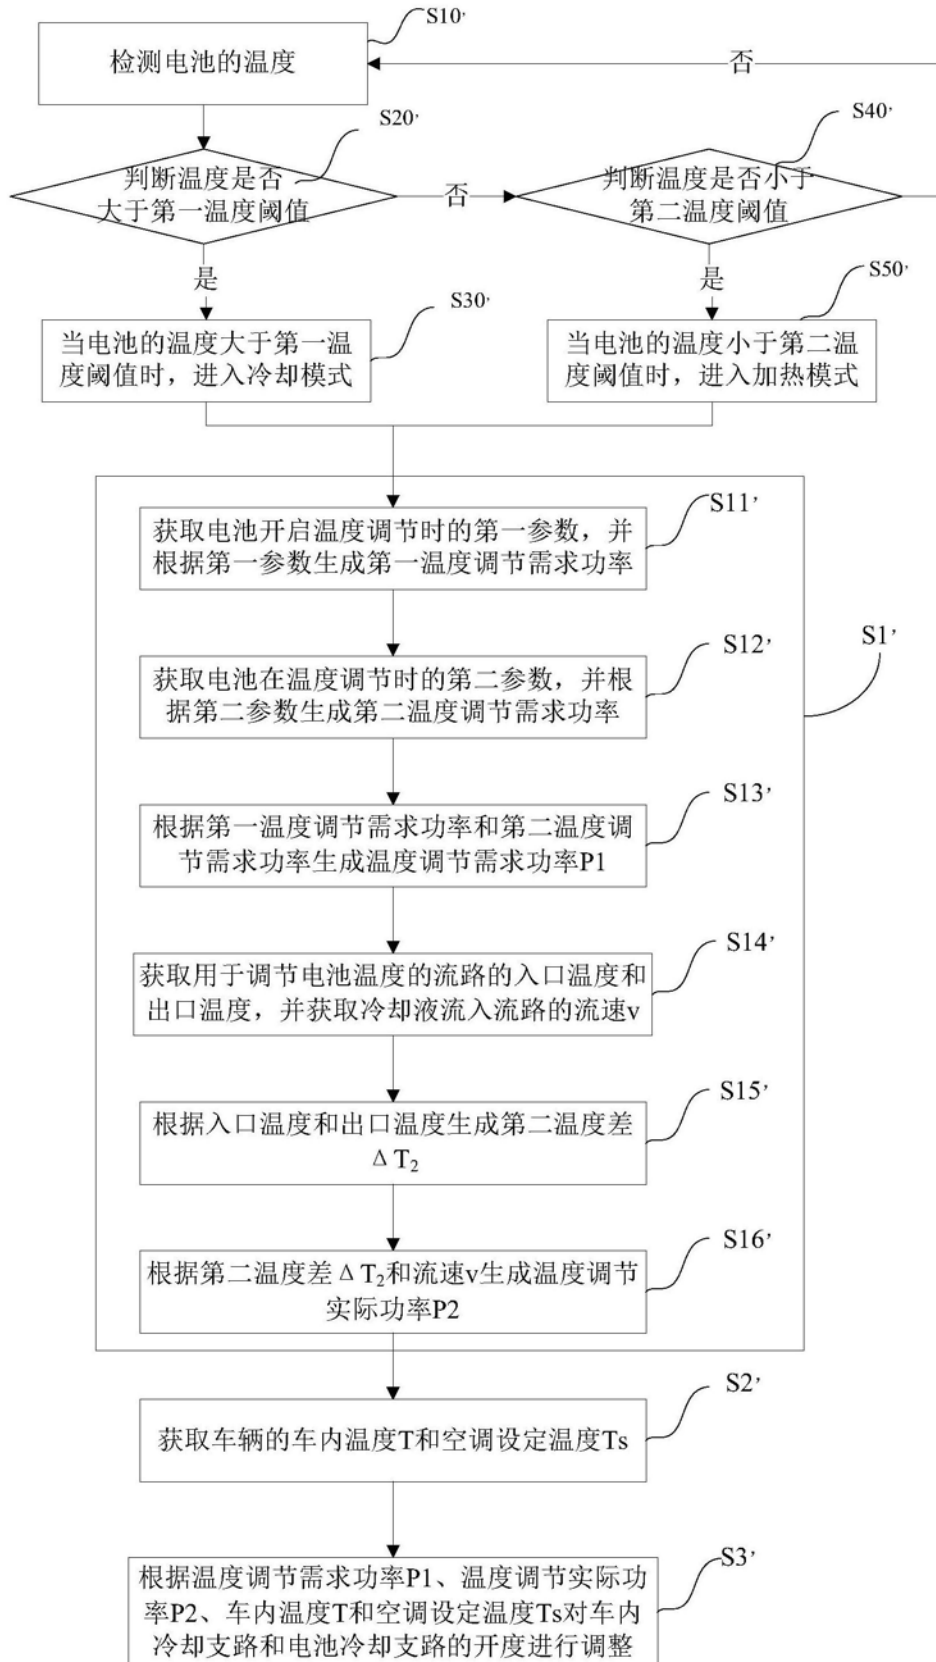 S10’
检测电池的温度
否
S20’
S40’
判断温度是否
大于第一温度阈值
否
判断温度是否小于
第二温度阈值
是
是
S30’
S50’
当电池的温度大于第一温
度阈值时，进入冷却模式
当电池的温度小于第二温
度阈值时，进入加热模式
S11’
获取电池开启温度调节时的第一参数，并
根据第一参数生成第一温度调节需求功率
S12’
S1’
获取电池在温度调节时的第二参数，并根
据第二参数生成第二温度调节需求功率
S13’
根据第一温度调节需求功率和第二温度调
节需求功率生成温度调节需求功率P1
S14’
获取用于调节电池温度的流路的入口温度和
出口温度，并获取冷却液流入流路的流速v
S15’
根据入口温度和出口温度生成第二温度差
ΔT₂
S16’
根据第二温度差ΔT₂和流速v生成温度调节
实际功率P2
S2’
获取车辆的车内温度T和空调设定温度Ts
S3’
根据温度调节需求功率P1、温度调节实际功
率P2、车内温度T和空调设定温度Ts对车内
冷却支路和电池冷却支路的开度进行调整